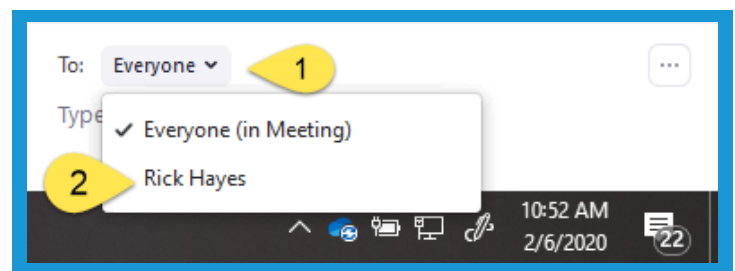 To: Everyone 1
Type
Everyone (in Meeting)
2 Rick Hayes
10:52 AM
2/6/2020
22